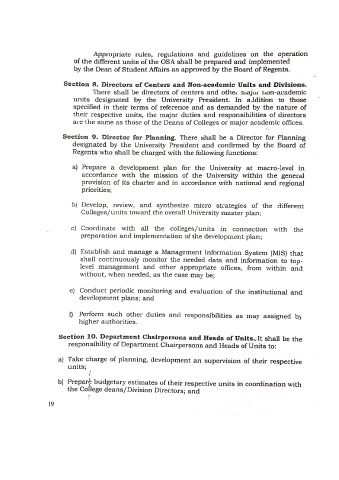 Appropriate rules, regulations and guidelines on the operation
of the different units of the OSA shall be prepared and implemented
by the Dean of Student Affairs as approved by the Board of Regents.
Section 8. Directors of Centers and Non-academic Units and Divisions.
There shall be directors of centers and other major non-academic
units designated by the University President. In addition to those
specified in their terms of reference and as demanded by the nature of
their respective units, the major duties and responsibilities of directors
are the same as those of the Deans of Colleges or major academic offices.
Section 9. Director for Planning. There shall be a Director for Planning
designated by the University President and confirmed by the Board of
Regents who shall be charged with the following functions:
a) Prepare a development plan for the University at macro-level in
accordance with the mission of the University within the general
provision of its charter and in accordance with national and regional
priorities;
b) Develop, review, and synthesize micro strategies of the different
Colleges/units toward the overall University master plan;
c) Coordinate with all the colleges/units in connection with the
preparation and implementation of the development plan;
d) Establish and manage a Management Information System (MIS) that
shall continuously monitor the needed data and information to top-
level management and other appropriate offices, from within and
without, when needed, as the case may be;
e) Conduct periodic monitoring and evaluation of the institutional and
development plans; and
f) Perform such other duties and responsibilities as may assigned by
higher authorities.
Section 10. Department Chairpersons and Heads of Units. It shall be the
responsibility of Department Chairpersons and Heads of Units to:
a) Take charge of planning, development an supervision of their respective
units;
b) Prepare budgetary estimates of their respective units in coordination with
the College deans/Division Directors; and
19